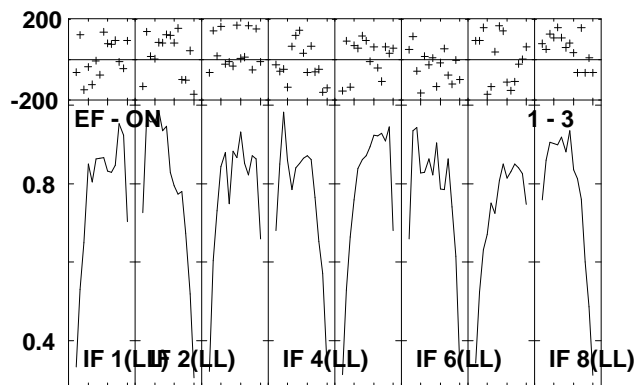 200
-200
EF - ON 1 - 3
0.8
0.4
IF 1(LL) IF 2(LL) IF 4(LL) IF 6(LL) IF 8(LL)